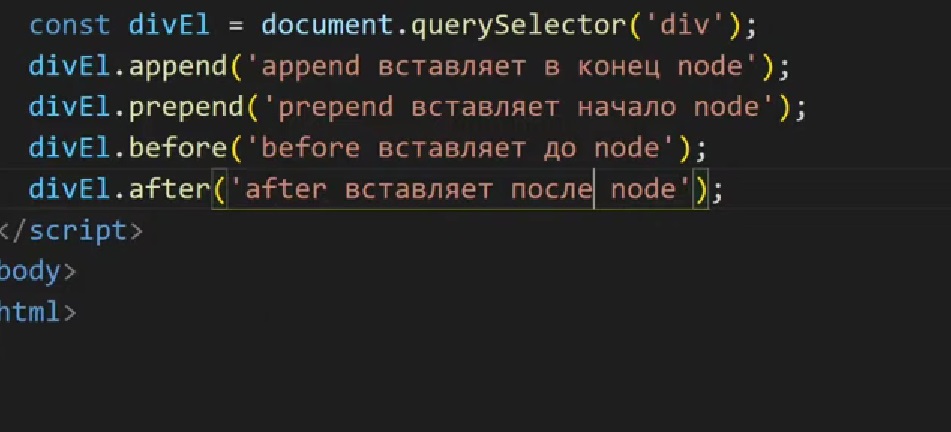 const divEl = document.querySelector('div');
divEl.append('append вставляет в конец node');
divEl.prepend('prepend вставляет начало node');
divEl.before('before вставляет до node');
divEl.after('after вставляет после node');
</script>
body>
html>